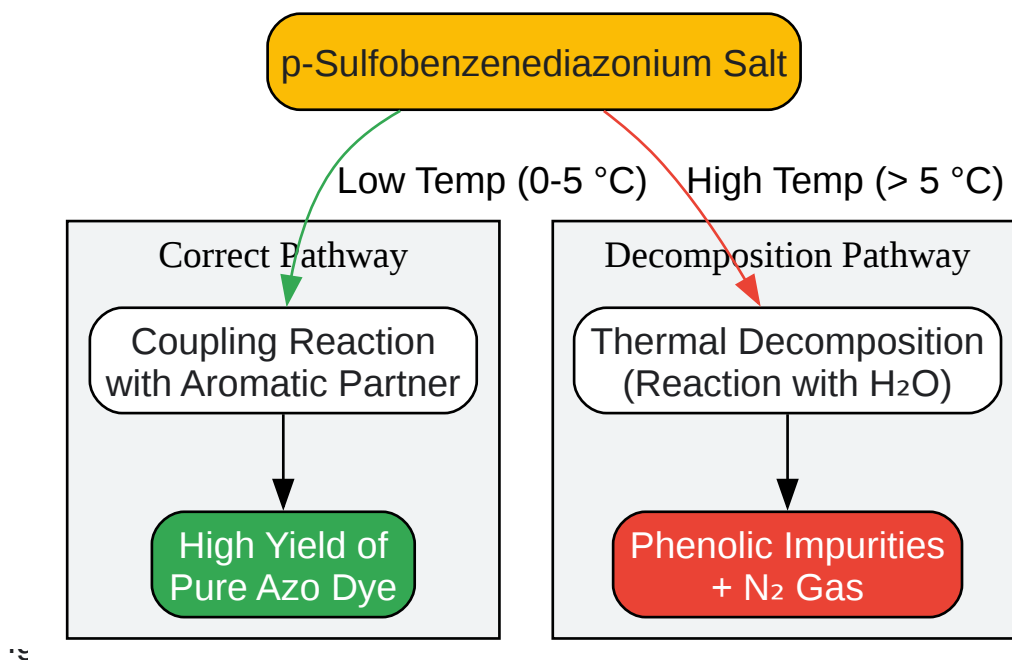 p-Sulfobenzenediazonium Salt
Low Temp (0-5 °C)
High Temp (> 5 °C)
Correct Pathway
Decomposition Pathway
Coupling Reaction
with Aromatic Partner
Thermal Decomposition
(Reaction with H₂O)
High Yield of
Pure Azo Dye
Phenolic Impurities
+ N₂ Gas